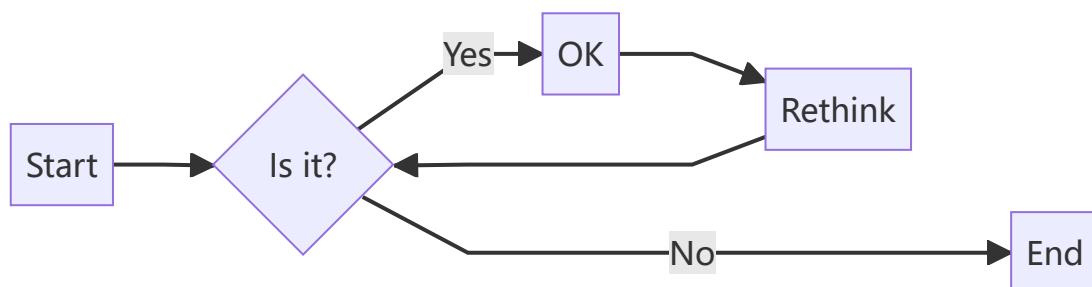 Start
Is it?
Yes
OK
Rethink
No
End